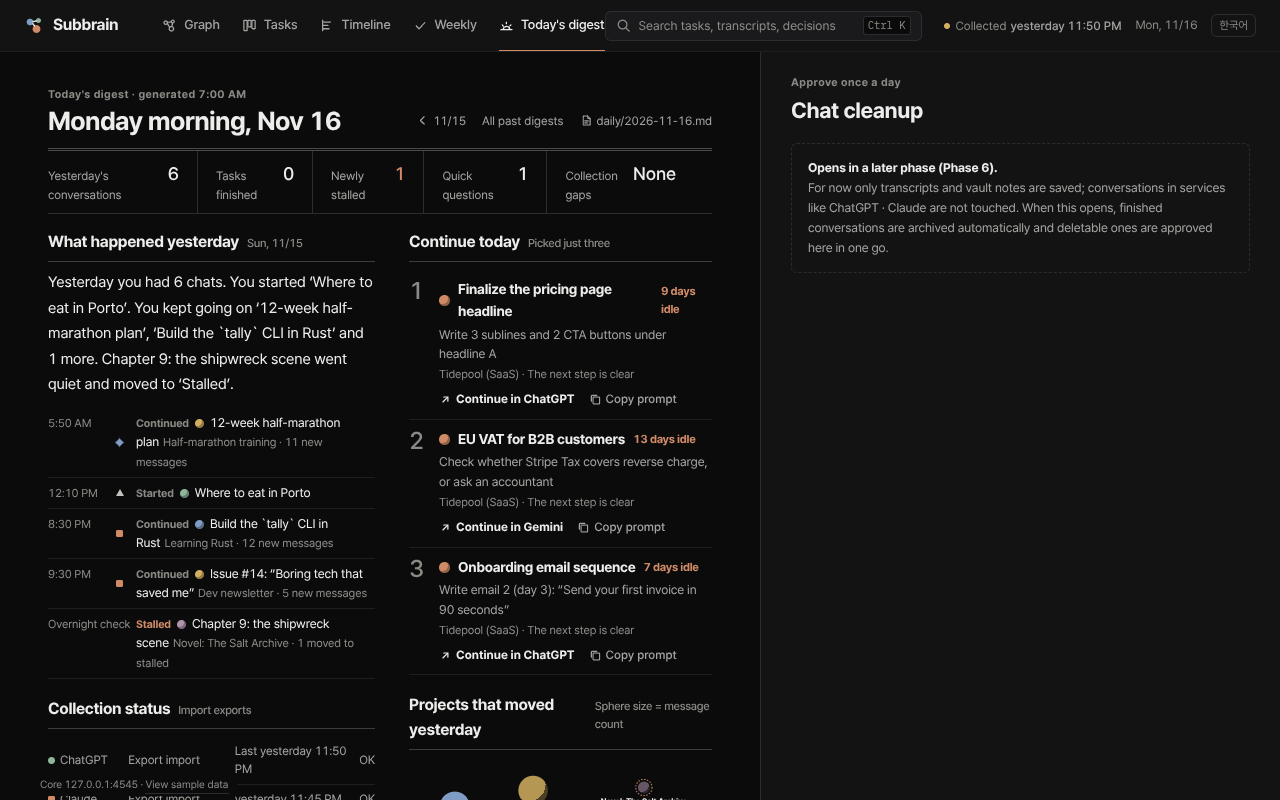 Subbrain
Graph
Tasks
Timeline
Weekly
Today's digest
Search tasks, transcripts, decisions
Ctrl K
Collected yesterday 11:50 PM
Mon, 11/16
한국어
Today's digest · generated 7:00 AM
Monday morning, Nov 16
11/15
All past digests
daily/2026-11-16.md
Yesterday's conversations
6
Tasks finished
0
Newly stalled
1
Quick questions
1
Collection gaps
None
What happened yesterday Sun, 11/15
Yesterday you had 6 chats. You started ‘Where to
eat in Porto’. You kept going on ‘12-week half-
marathon plan’, ‘Build the `tally` CLI in Rust’ and
1 more. Chapter 9: the shipwreck scene went
quiet and moved to ‘Stalled’.
5:50 AM
Continued 12-week half-marathon
plan Half-marathon training · 11 new
messages
12:10 PM
Started Where to eat in Porto
8:30 PM
Continued Build the `tally` CLI in
Rust Learning Rust · 12 new messages
9:30 PM
Continued Issue #14: “Boring tech that
saved me” Dev newsletter · 5 new messages
Overnight check
Stalled Chapter 9: the shipwreck
scene Novel: The Salt Archive · 1 moved to
stalled
Collection status Import exports
ChatGPT
Export import
Last yesterday 11:50
PM
OK
Core 127.0.0.1:4545 · View sample data
Claude
Export import
yesterday 11:45 PM
OK
Continue today Picked just three
1
Finalize the pricing page
headline
9 days
idle
Write 3 sublines and 2 CTA buttons under
headline A
Tidepool (SaaS) · The next step is clear
Continue in ChatGPT
Copy prompt
2
EU VAT for B2B customers
13 days idle
Check whether Stripe Tax covers reverse charge,
or ask an accountant
Tidepool (SaaS) · The next step is clear
Continue in Gemini
Copy prompt
3
Onboarding email sequence
7 days idle
Write email 2 (day 3): “Send your first invoice in
90 seconds”
Tidepool (SaaS) · The next step is clear
Continue in ChatGPT
Copy prompt
Projects that moved
yesterday
Sphere size = message
count
Approve once a day
Chat cleanup
Opens in a later phase (Phase 6).
For now only transcripts and vault notes are saved; conversations in services
like ChatGPT · Claude are not touched. When this opens, finished
conversations are archived automatically and deletable ones are approved
here in one go.